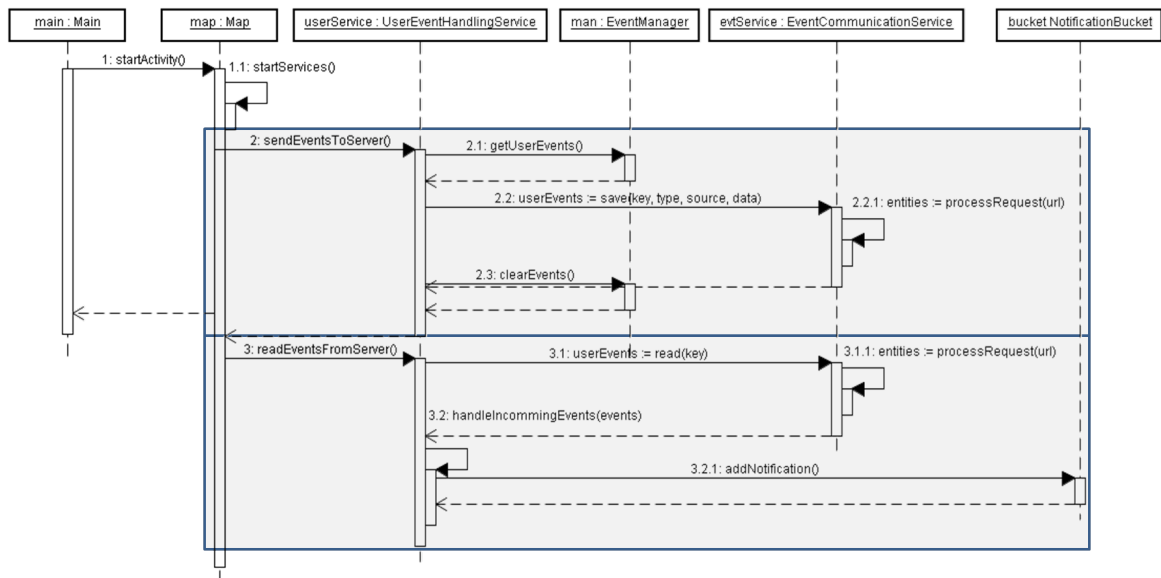 main : Main
map : Map
userService : UserEventHandlingService
man : EventManager
evtService : EventCommunicationService
bucket NotificationBucket
1: startActivity()
1.1: startServices()
2: sendEventsToServer()
2.1: getUserEvents()
2.2: userEvents := save(key, type, source, data)
2.2.1: entities := processRequest(url)
2.3: clearEvents()
3: readEventsFromServer()
3.1: userEvents := read(key)
3.1.1: entities := processRequest(url)
3.2: handleIncommingEvents(events)
3.2.1: addNotification()